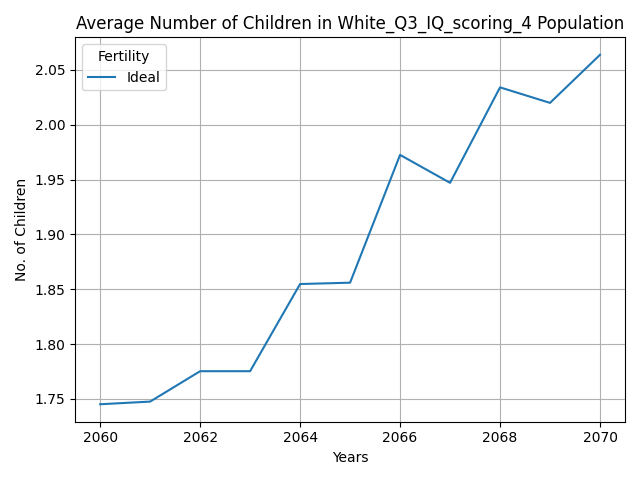 Average Number of Children in White_Q3_IQ_scoring_4 Population
Fertility
Ideal
2.05
2.00
1.95
1.90
1.85
1.80
1.75
No. of Children
2060 2062 2064 2066 2068 2070
Years